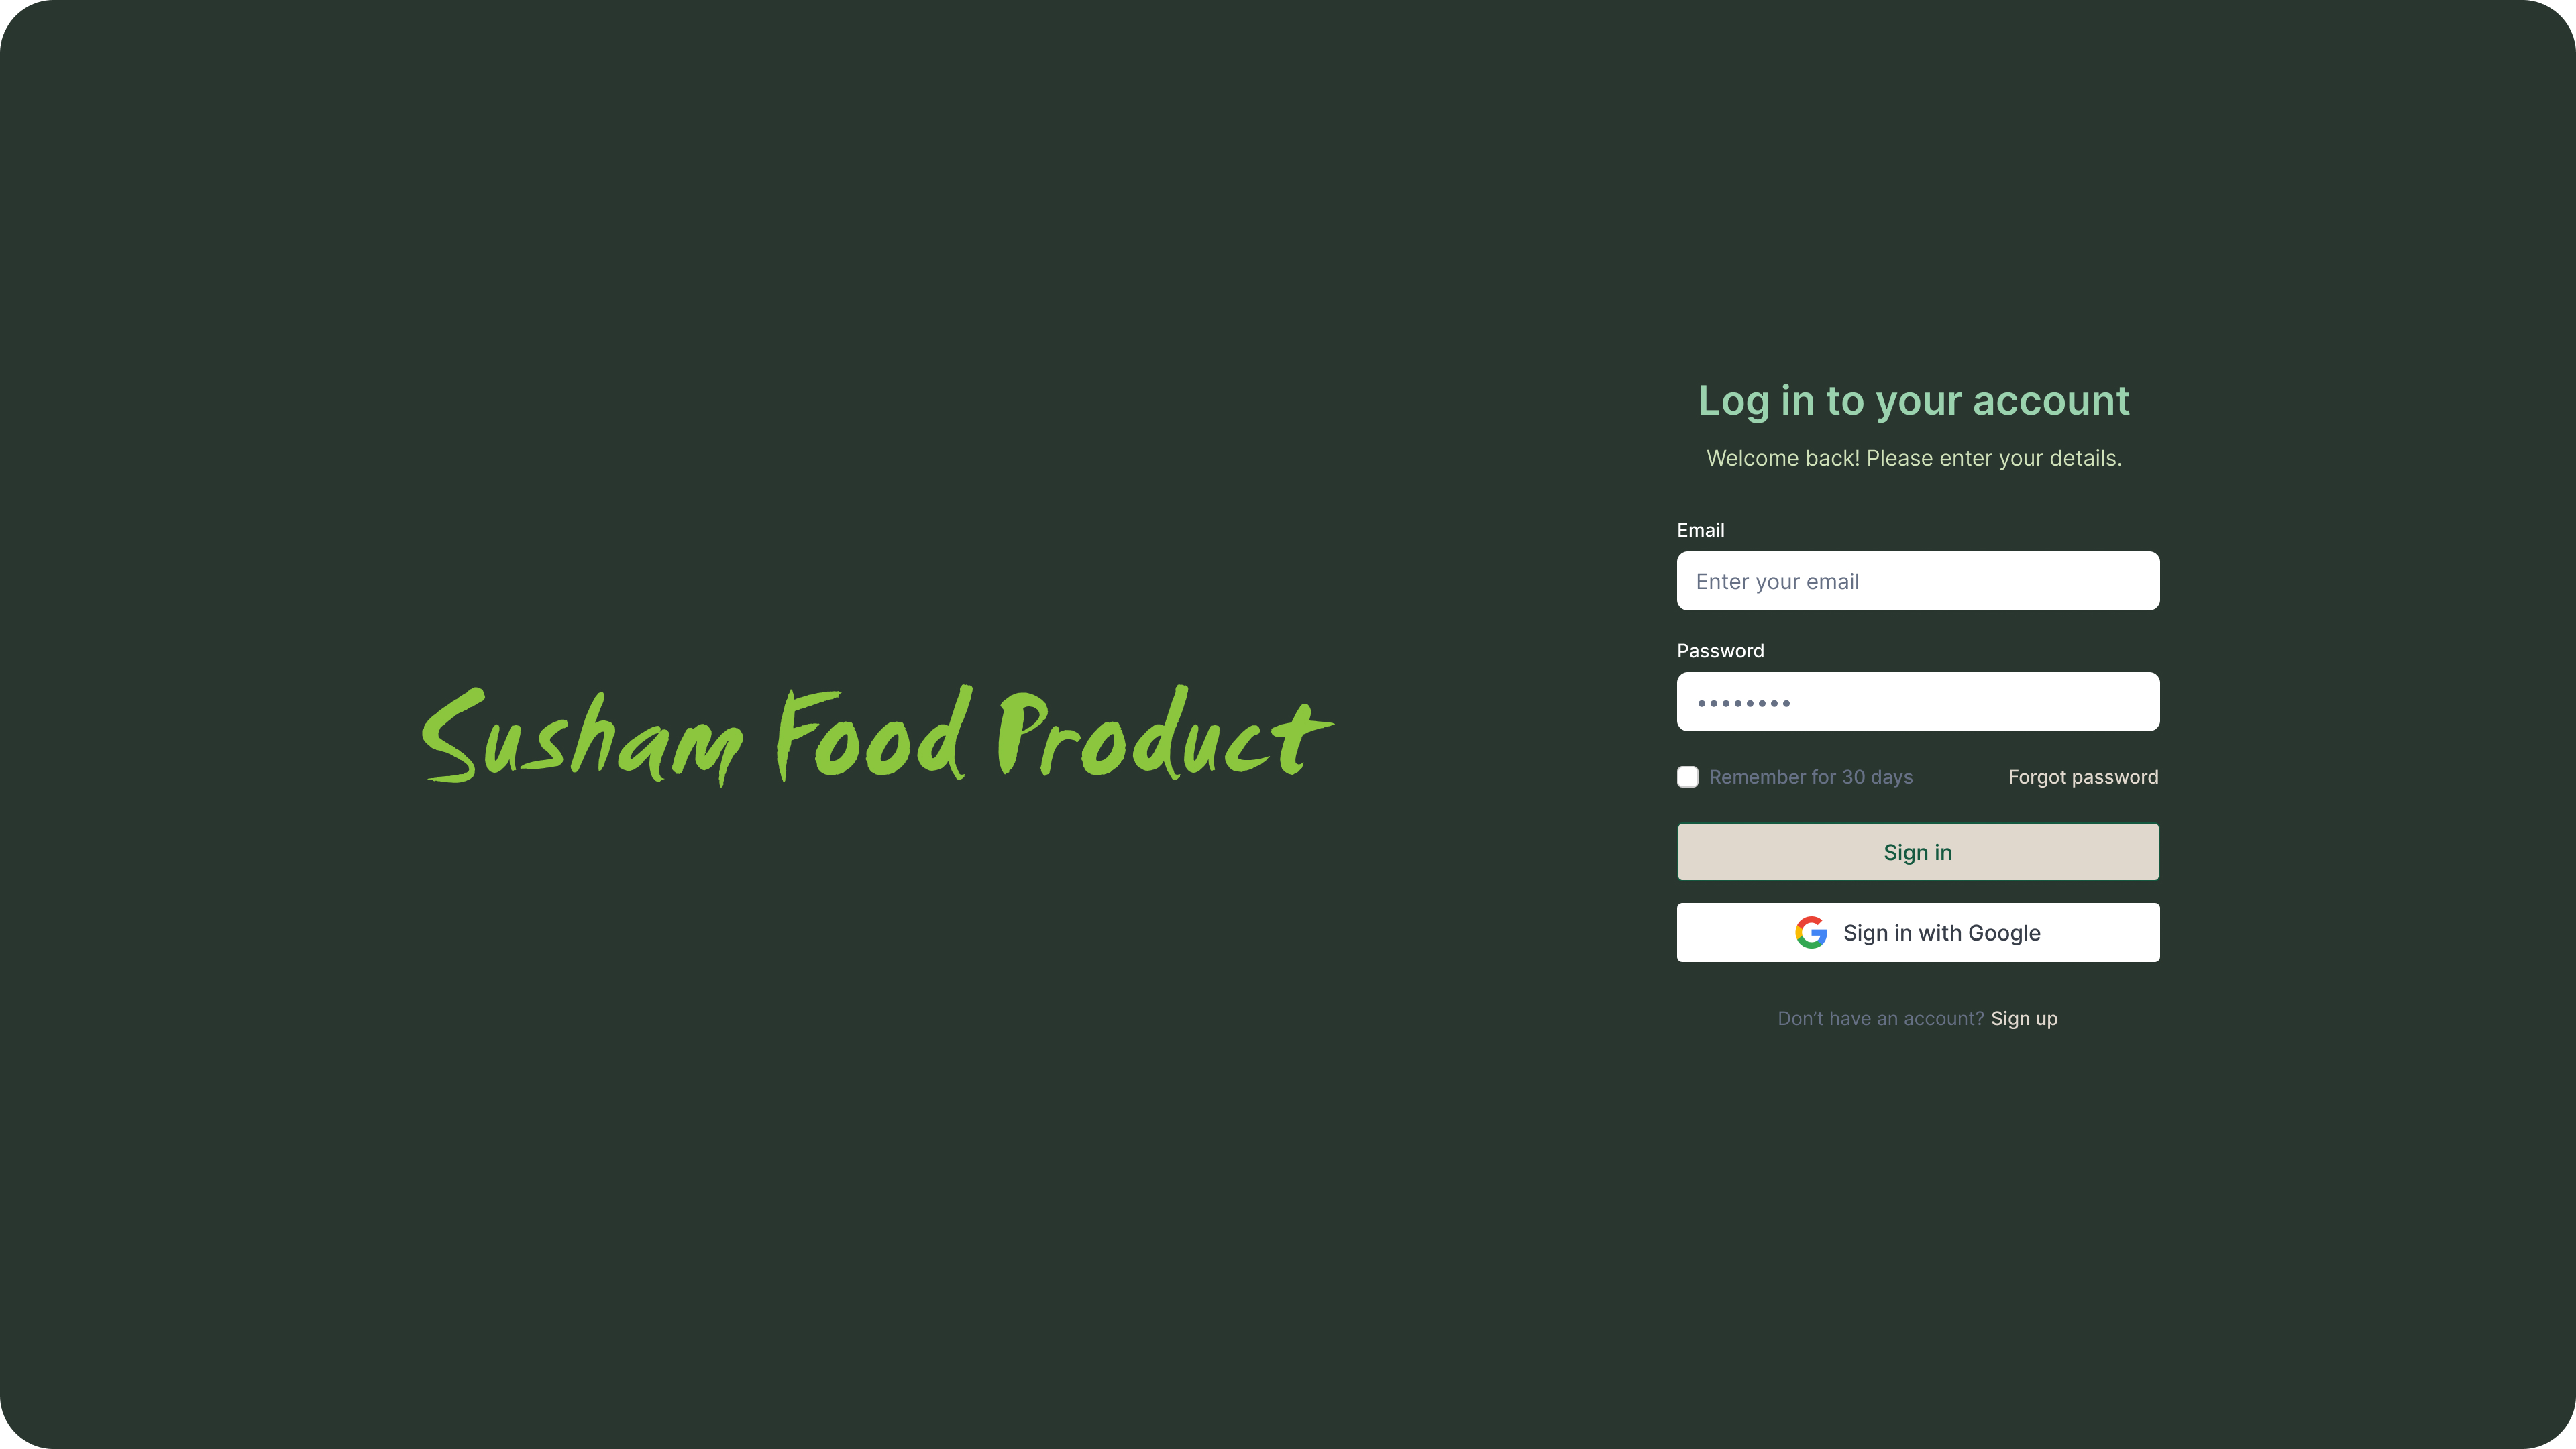 Susham Food Product
Log in to your account
Welcome back! Please enter your details.
Email
Enter your email
Password
••••••••
Remember for 30 days
Forgot password
Sign in
Sign in with Google
Don’t have an account? Sign up